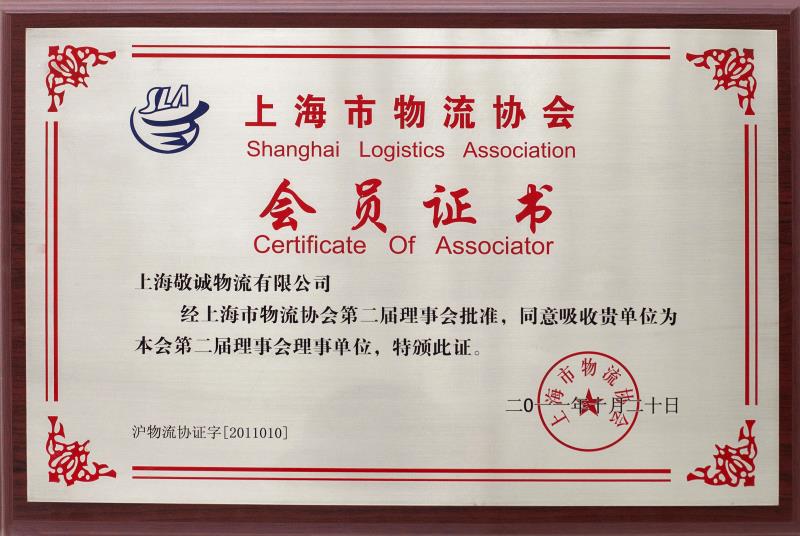 SLA
上海市物流协会
Shanghai Logistics Association
会员证书
Certificate Of Associator
上海敬诚物流有限公司
经上海市物流协会第二届理事会批准，同意吸收贵单位为
本会第二届理事会理事单位，特颁此证。
上海市物流协会
二0一一年十月二十日
沪物流协证字[2011010]